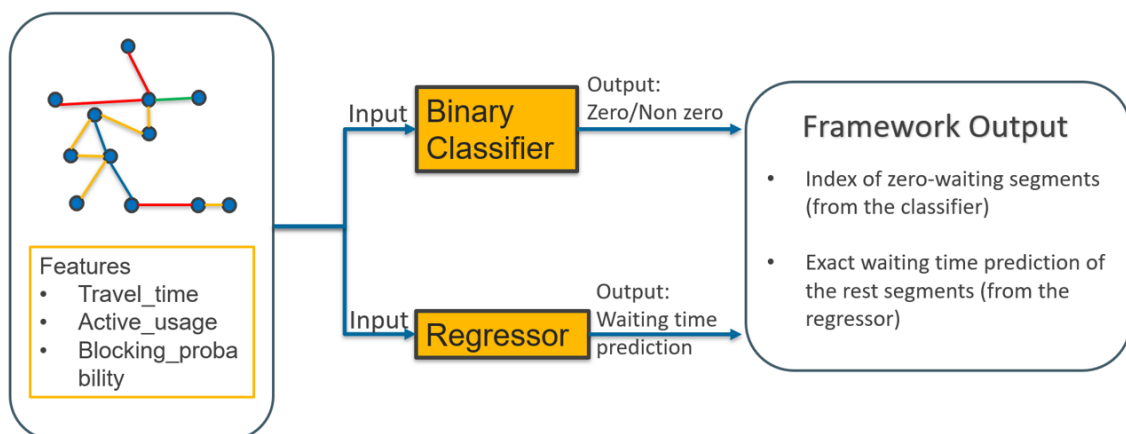 Features
• Travel_time
• Active_usage
• Blocking_proba
bility
Input
Binary
Classifier
Output:
Zero/Non zero
Input
Regressor
Output:
Waiting time
prediction
Framework Output
• Index of zero-waiting segments
(from the classifier)
• Exact waiting time prediction of
the rest segments (from the
regressor)